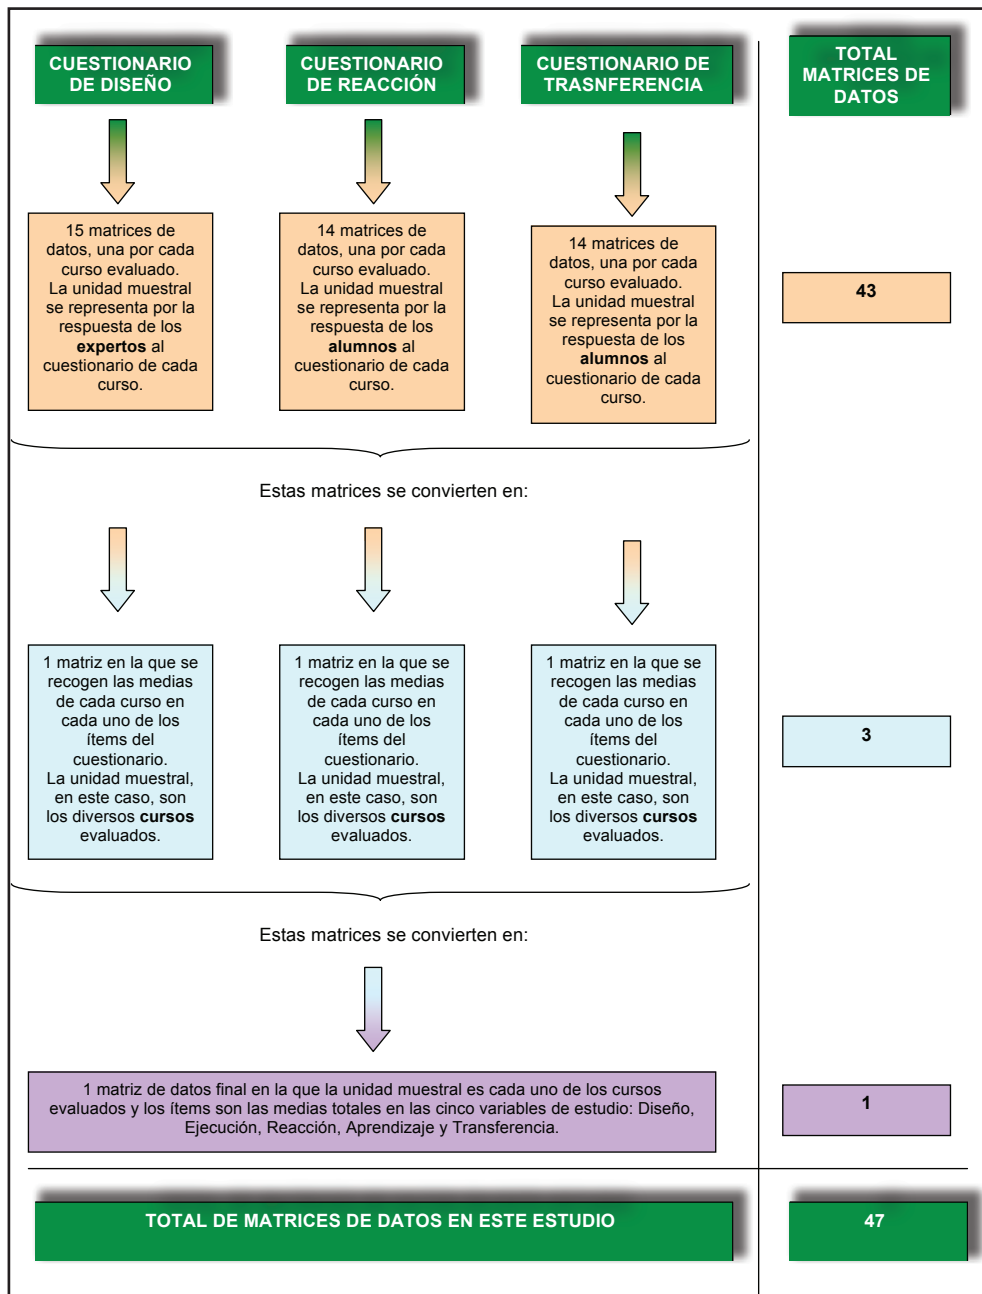 CUESTIONARIO
DE DISEÑO
CUESTIONARIO
DE REACCIÓN
CUESTIONARIO DE
TRASNFERENCIA
TOTAL
MATRICES DE
DATOS
15 matrices de
datos, una por cada
curso evaluado.
La unidad muestral
se representa por la
respuesta de los
expertos al
cuestionario de cada
curso.
14 matrices de
datos, una por cada
curso evaluado.
La unidad muestral
se representa por la
respuesta de los
alumnos al
cuestionario de cada
curso.
14 matrices de
datos, una por cada
curso evaluado.
La unidad muestral
se representa por la
respuesta de los
alumnos al
cuestionario de cada
curso.
43
Estas matrices se convierten en:
1 matriz en la que se
recogen las medias
de cada curso en
cada uno de los
ítems del
cuestionario.
La unidad muestral,
en este caso, son
los diversos cursos
evaluados.
1 matriz en la que se
recogen las medias
de cada curso en
cada uno de los
ítems del
cuestionario.
La unidad muestral,
en este caso, son
los diversos cursos
evaluados.
1 matriz en la que se
recogen las medias
de cada curso en
cada uno de los
ítems del
cuestionario.
La unidad muestral,
en este caso, son
los diversos cursos
evaluados.
3
Estas matrices se convierten en:
1 matriz de datos final en la que la unidad muestral es cada uno de los cursos
evaluados y los ítems son las medias totales en las cinco variables de estudio: Diseño,
Ejecución, Reacción, Aprendizaje y Transferencia.
1
TOTAL DE MATRICES DE DATOS EN ESTE ESTUDIO
47